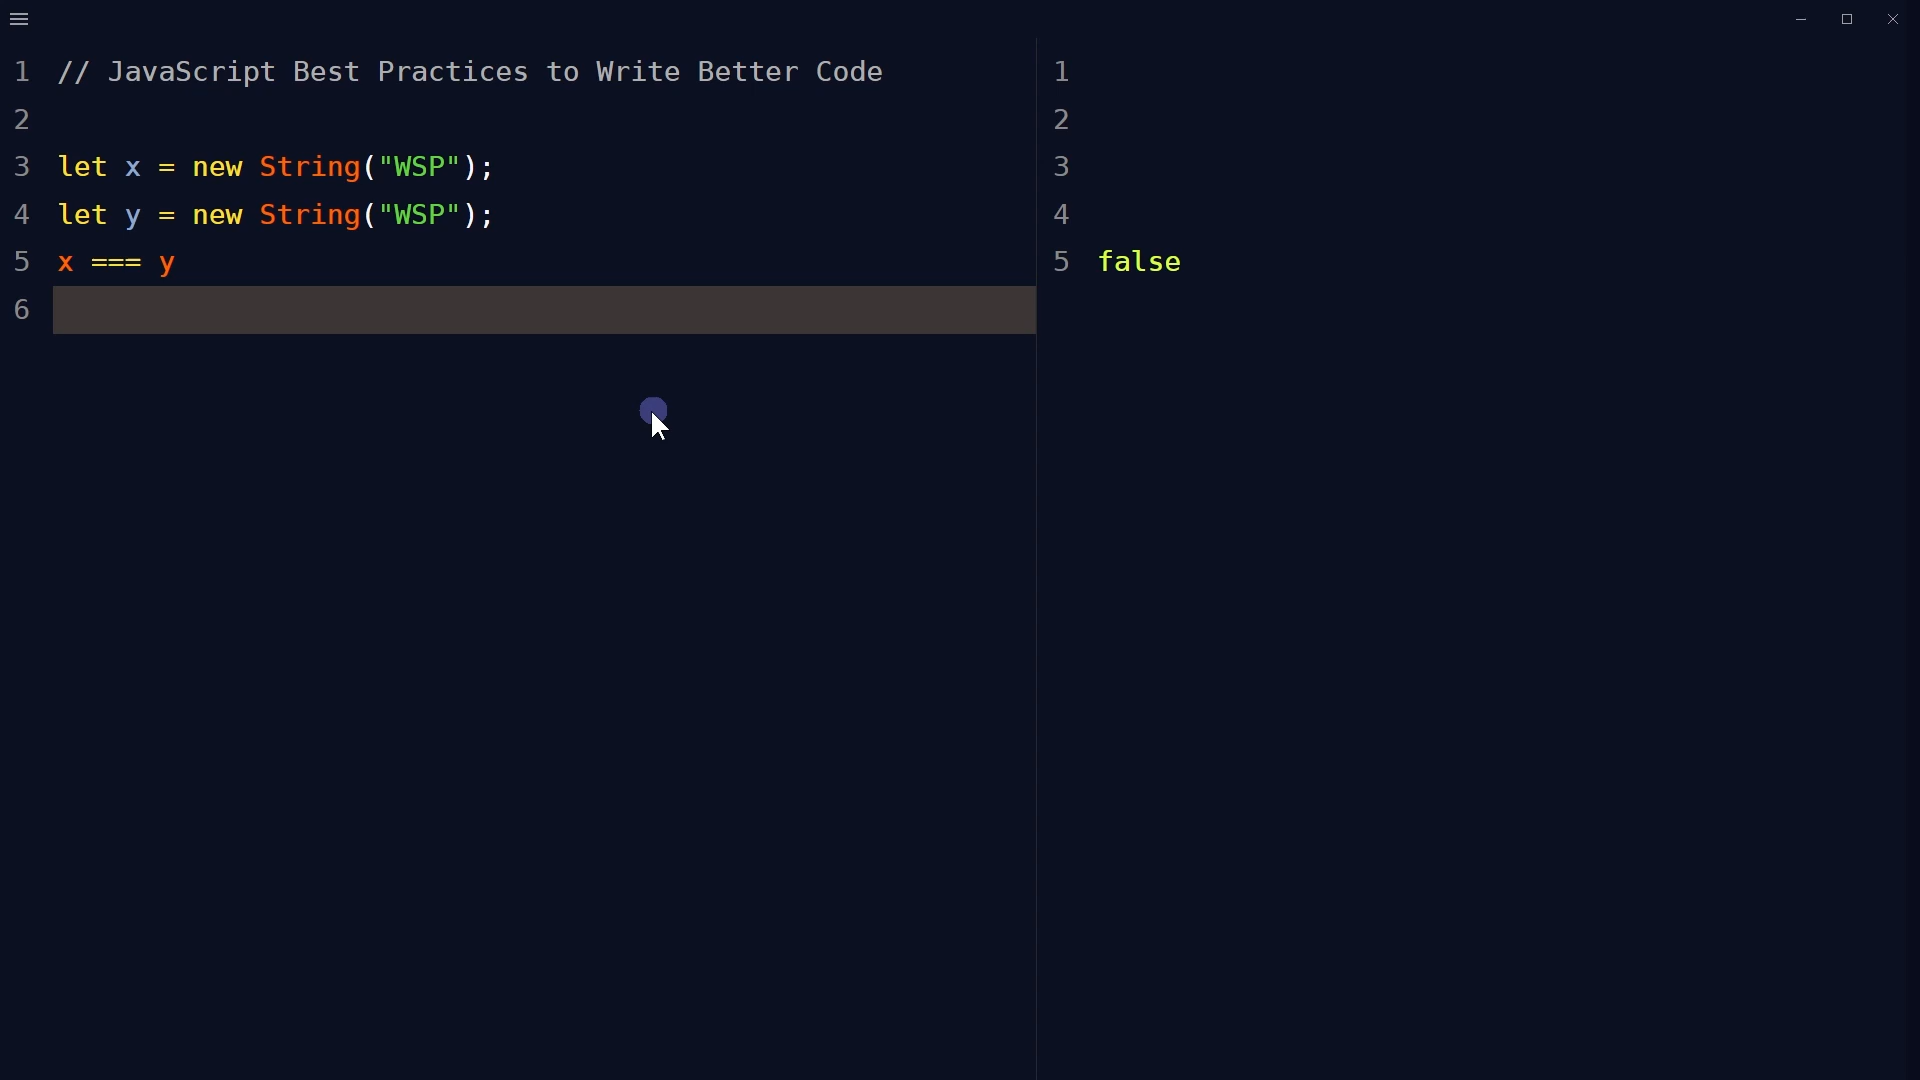 1 // JavaScript Best Practices to Write Better Code
2
3 let x = new String("WSP");
4 let y = new String("WSP");
5 x === y
6
1
2
3
4
5 false